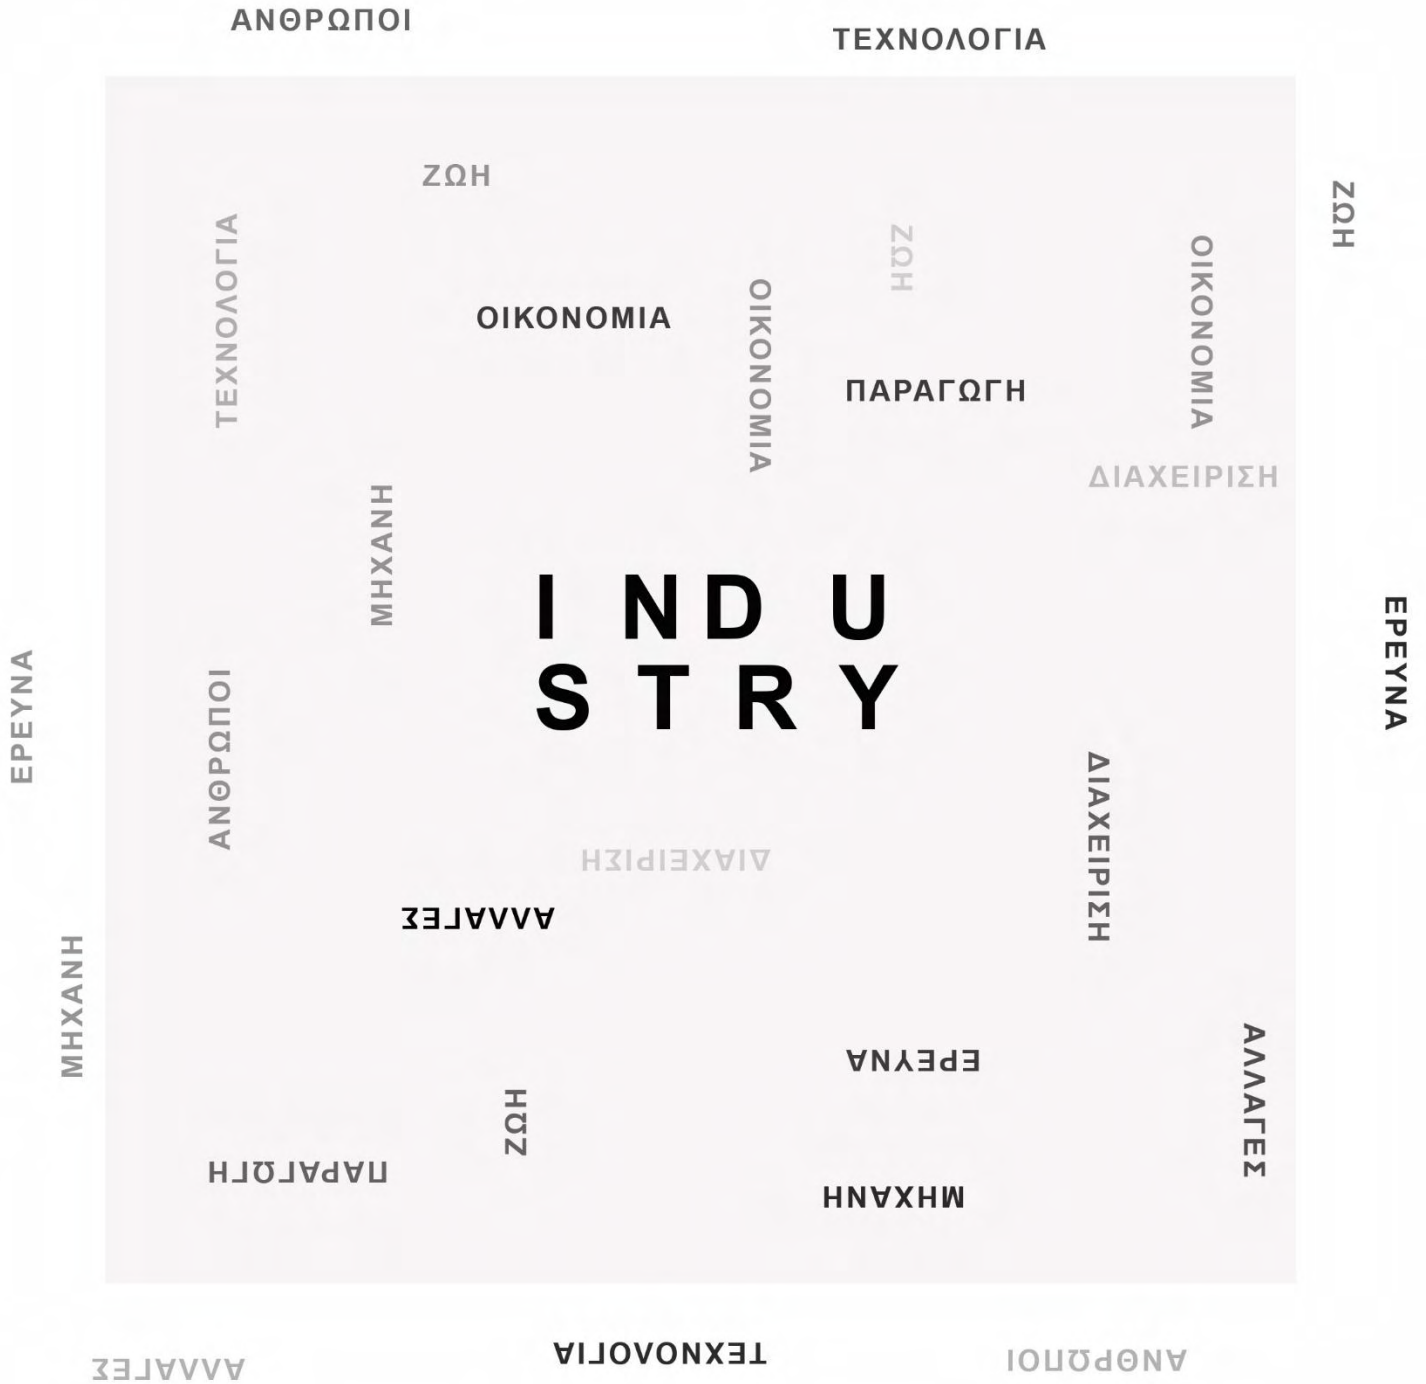 ΑΝΘΡΩΠΟΙ
ΤΕΧΝΟΛΟΓΙΑ
ΖΩΗ
ΖΩΗ
ΤΕΧΝΟΛΟΓΙΑ
ΖΩΗ
ΟΙΚΟΝΟΜΙΑ
ΟΙΚΟΝΟΜΙΑ
ΟΙΚΟΝΟΜΙΑ
ΠΑΡΑΓΩΓΗ
ΔΙΑΧΕΙΡΙΣΗ
ΜΗΧΑΝΗ
I ND U
S T R Y
ΕΡΕΥΝΑ
ΕΡΕΥΝΑ
ΑΝΘΡΩΠΟΙ
ΔΙΑΧΕΙΡΙΣΗ
ΔΙΑΧΕΙΡΙΣΗ
ΑΛΛΑΓΕΣ
ΜΗΧΑΝΗ
ΕΡΕΥΝΑ
ΑΛΛΑΓΕΣ
ΖΩΗ
ΠΑΡΑΓΩΓΗ
ΜΗΧΑΝΗ
ΤΕΧΝΟΛΟΓΙΑ
ΑΝΘΡΩΠΟΙ
ΑΛΛΑΓΕΣ